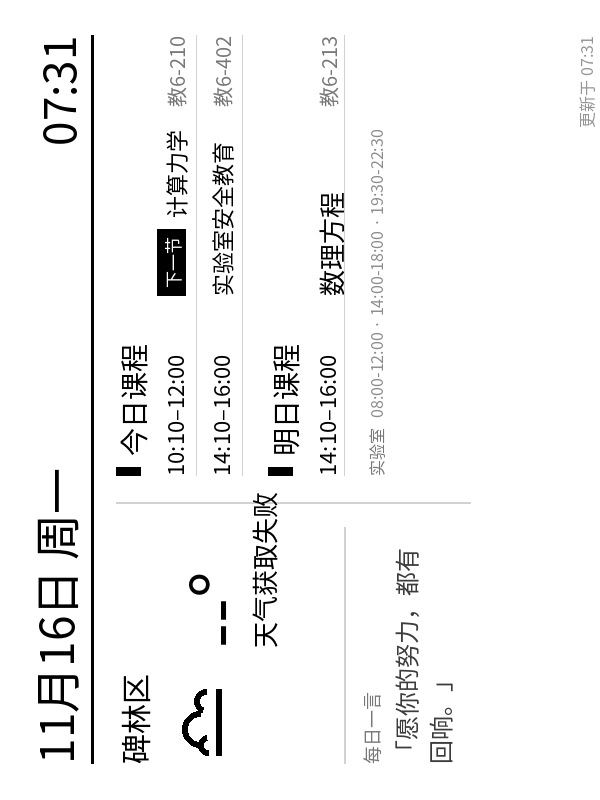 11月16日 周一
07:31
碑林区
--°
天气获取失败
每日一言
「愿你的努力，都有
回响。」
今日课程
10:10–12:00 下一节 计算力学 教6-210
14:10–16:00 实验室安全教育 教6-402
明日课程
14:10–16:00 数理方程 教6-213
实验室 08:00-12:00 · 14:00-18:00 · 19:30-22:30
更新于 07:31